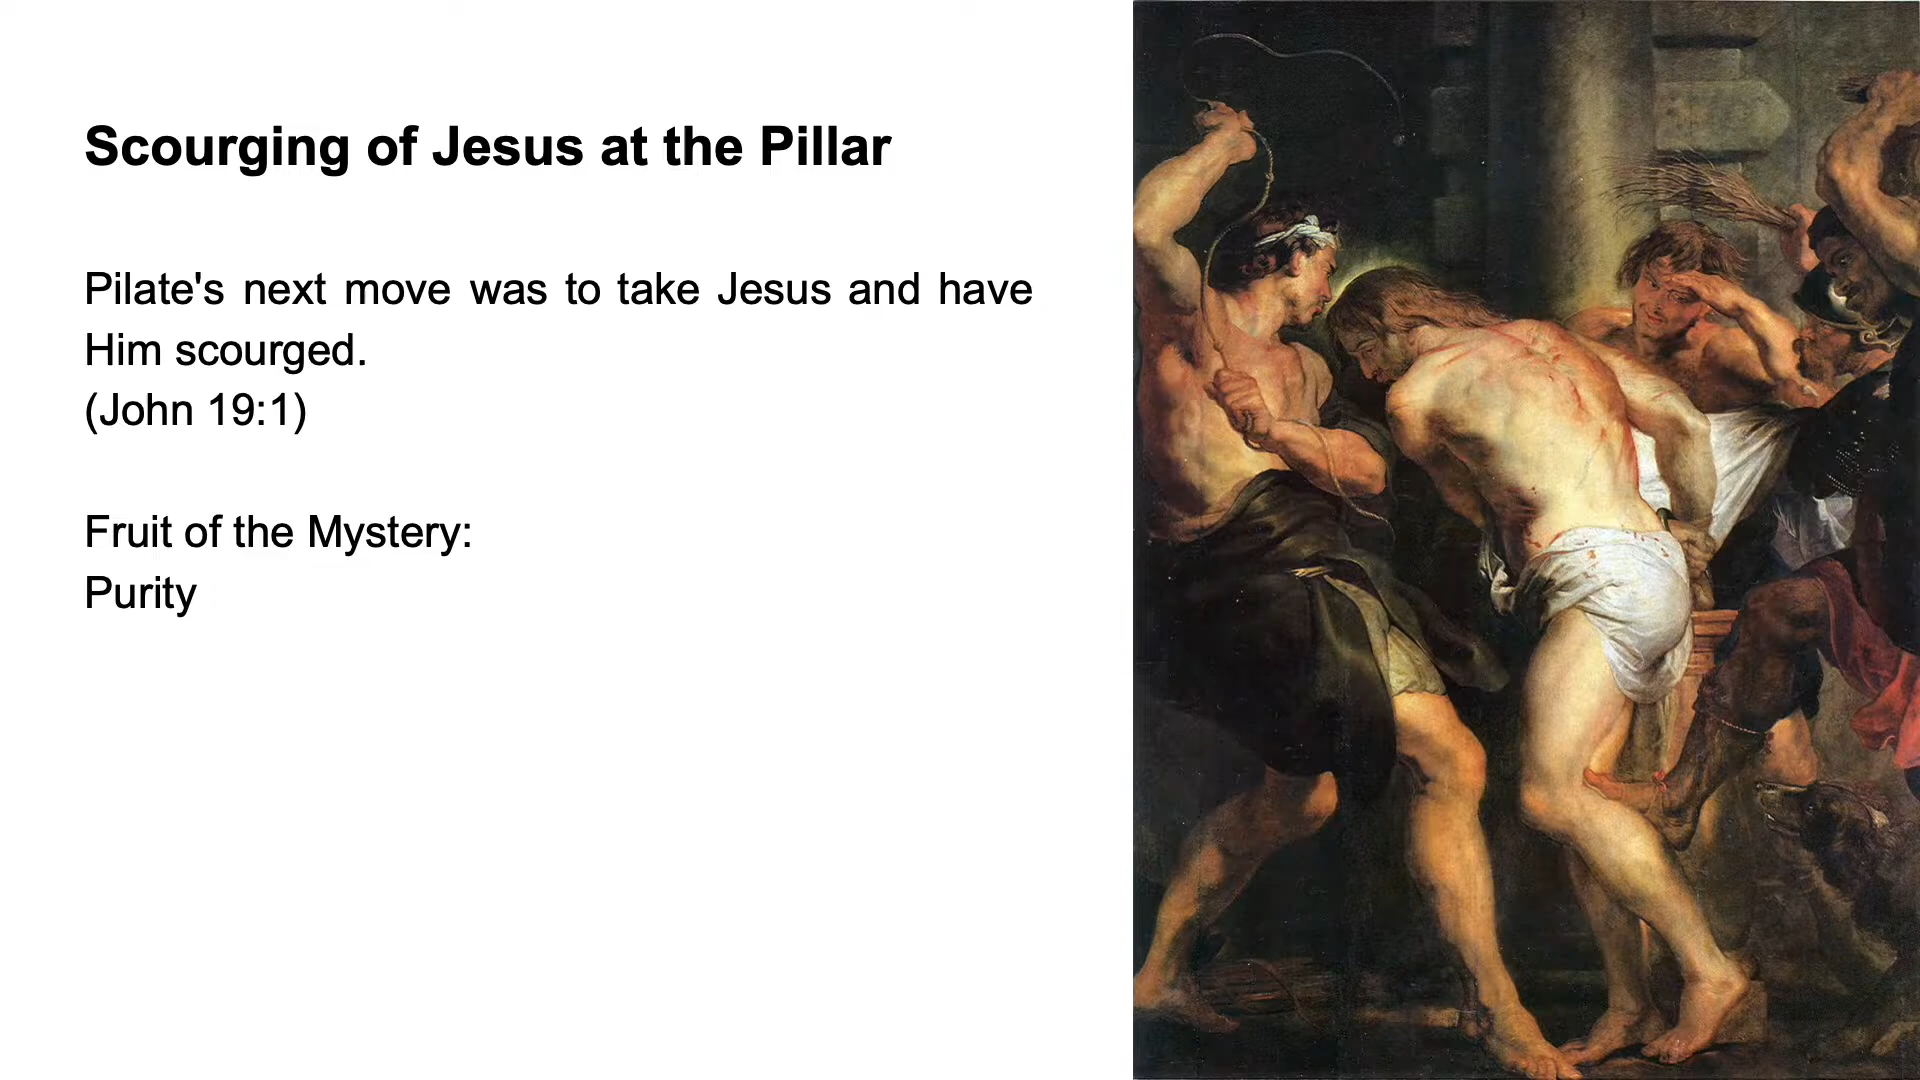 Scourging of Jesus at the Pillar
Pilate's next move was to take Jesus and have
Him scourged.
(John 19:1)
Fruit of the Mystery:
Purity